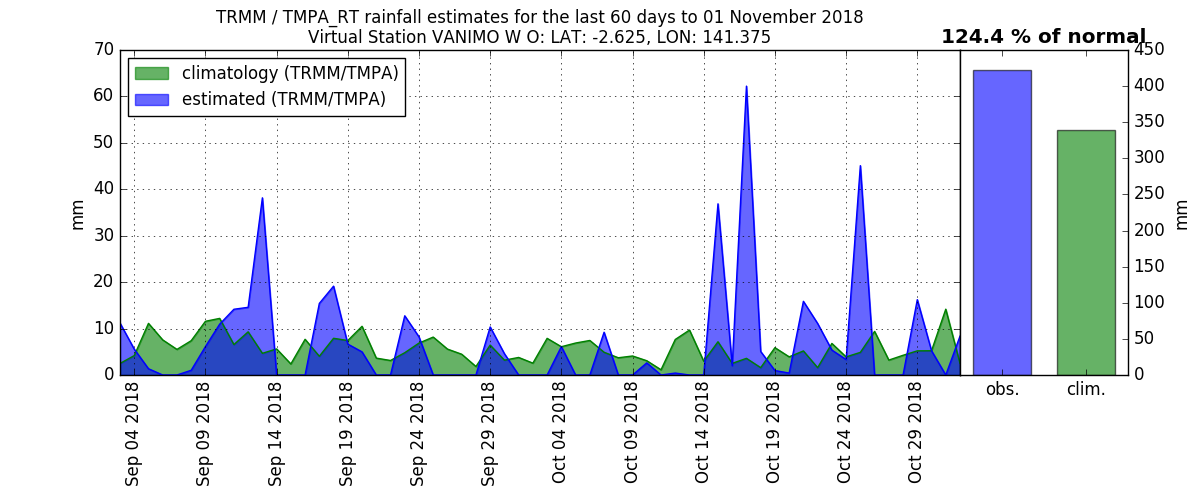 TRMM / TMPA_RT rainfall estimates for the last 60 days to 01 November 2018
Virtual Station VANIMO W O: LAT: -2.625, LON: 141.375
124.4 % of normal
climatology (TRMM/TMPA)
estimated (TRMM/TMPA)
70
60
50
40
30
20
10
0
mm
Sep 04 2018
Sep 09 2018
Sep 14 2018
Sep 19 2018
Sep 24 2018
Sep 29 2018
Oct 04 2018
Oct 09 2018
Oct 14 2018
Oct 19 2018
Oct 24 2018
Oct 29 2018
obs.
clim.
450
400
350
300
250
200
150
100
50
0
mm